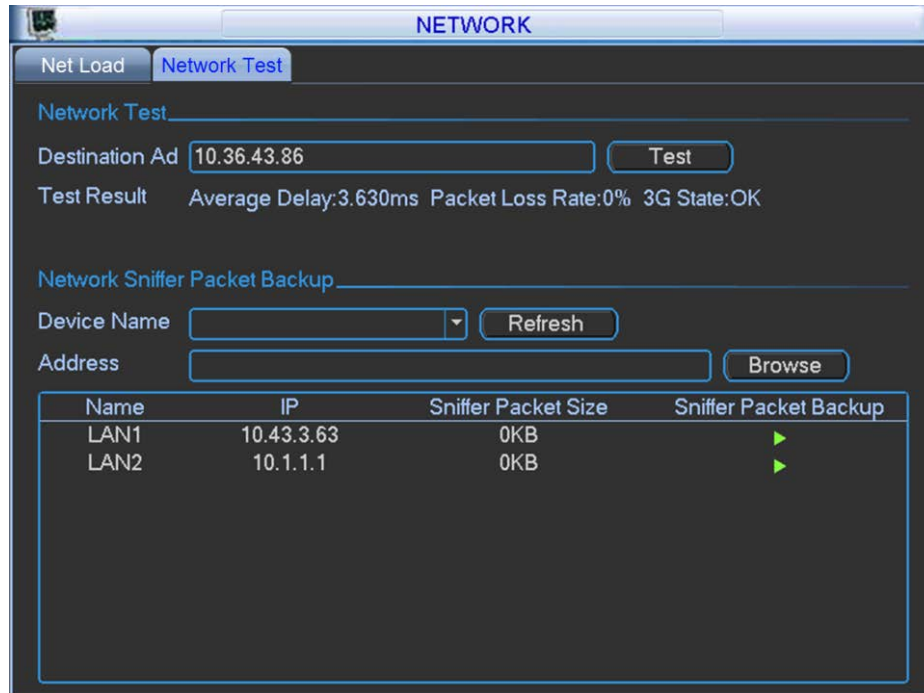 NETWORK
Net Load Network Test
Network Test
Destination Ad 10.36.43.86 Test
Test Result Average Delay:3.630ms Packet Loss Rate:0% 3G State:OK
Network Sniffer Packet Backup
Device Name Refresh
Address Browse
Name IP Sniffer Packet Size Sniffer Packet Backup
LAN1 10.43.3.63 0KB
LAN2 10.1.1.1 0KB